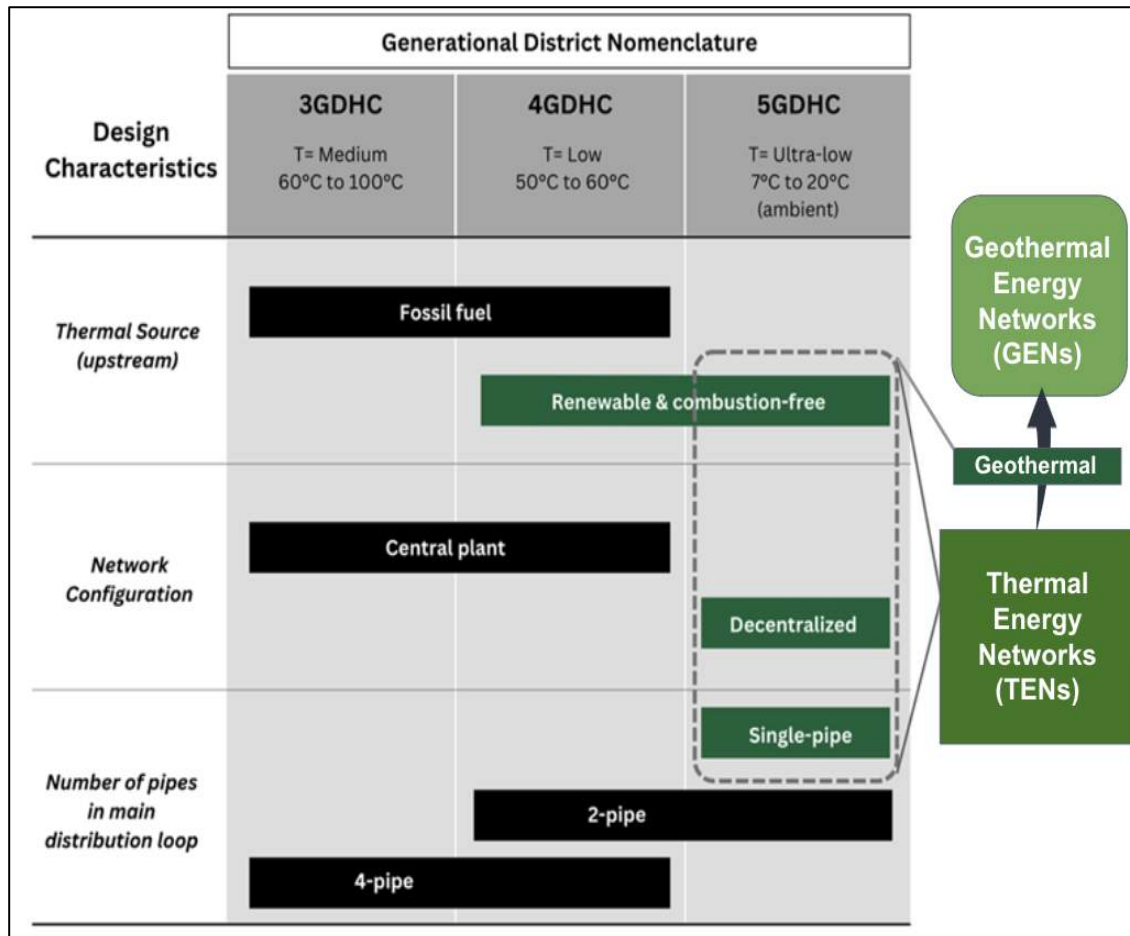 Generational District Nomenclature
Design
Characteristics
3GDHC
T= Medium
60°C to 100°C
4GDHC
T= Low
50°C to 60°C
5GDHC
T= Ultra-low
7°C to 20°C
(ambient)
Thermal Source
(upstream)
Fossil fuel
Renewable & combustion-free
Network
Configuration
Central plant
Decentralized
Number of pipes
in main
distribution loop
Single-pipe
2-pipe
4-pipe
Geothermal
Energy
Networks
(GENs)
Geothermal
Thermal
Energy
Networks
(TENs)